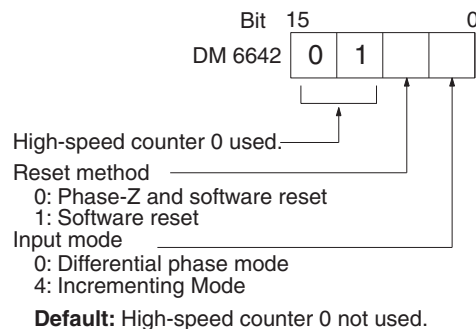 Bit 15 0
DM 6642 0 1
High-speed counter 0 used.
Reset method
0: Phase-Z and software reset
1: Software reset
Input mode
0: Differential phase mode
4: Incrementing Mode
Default: High-speed counter 0 not used.